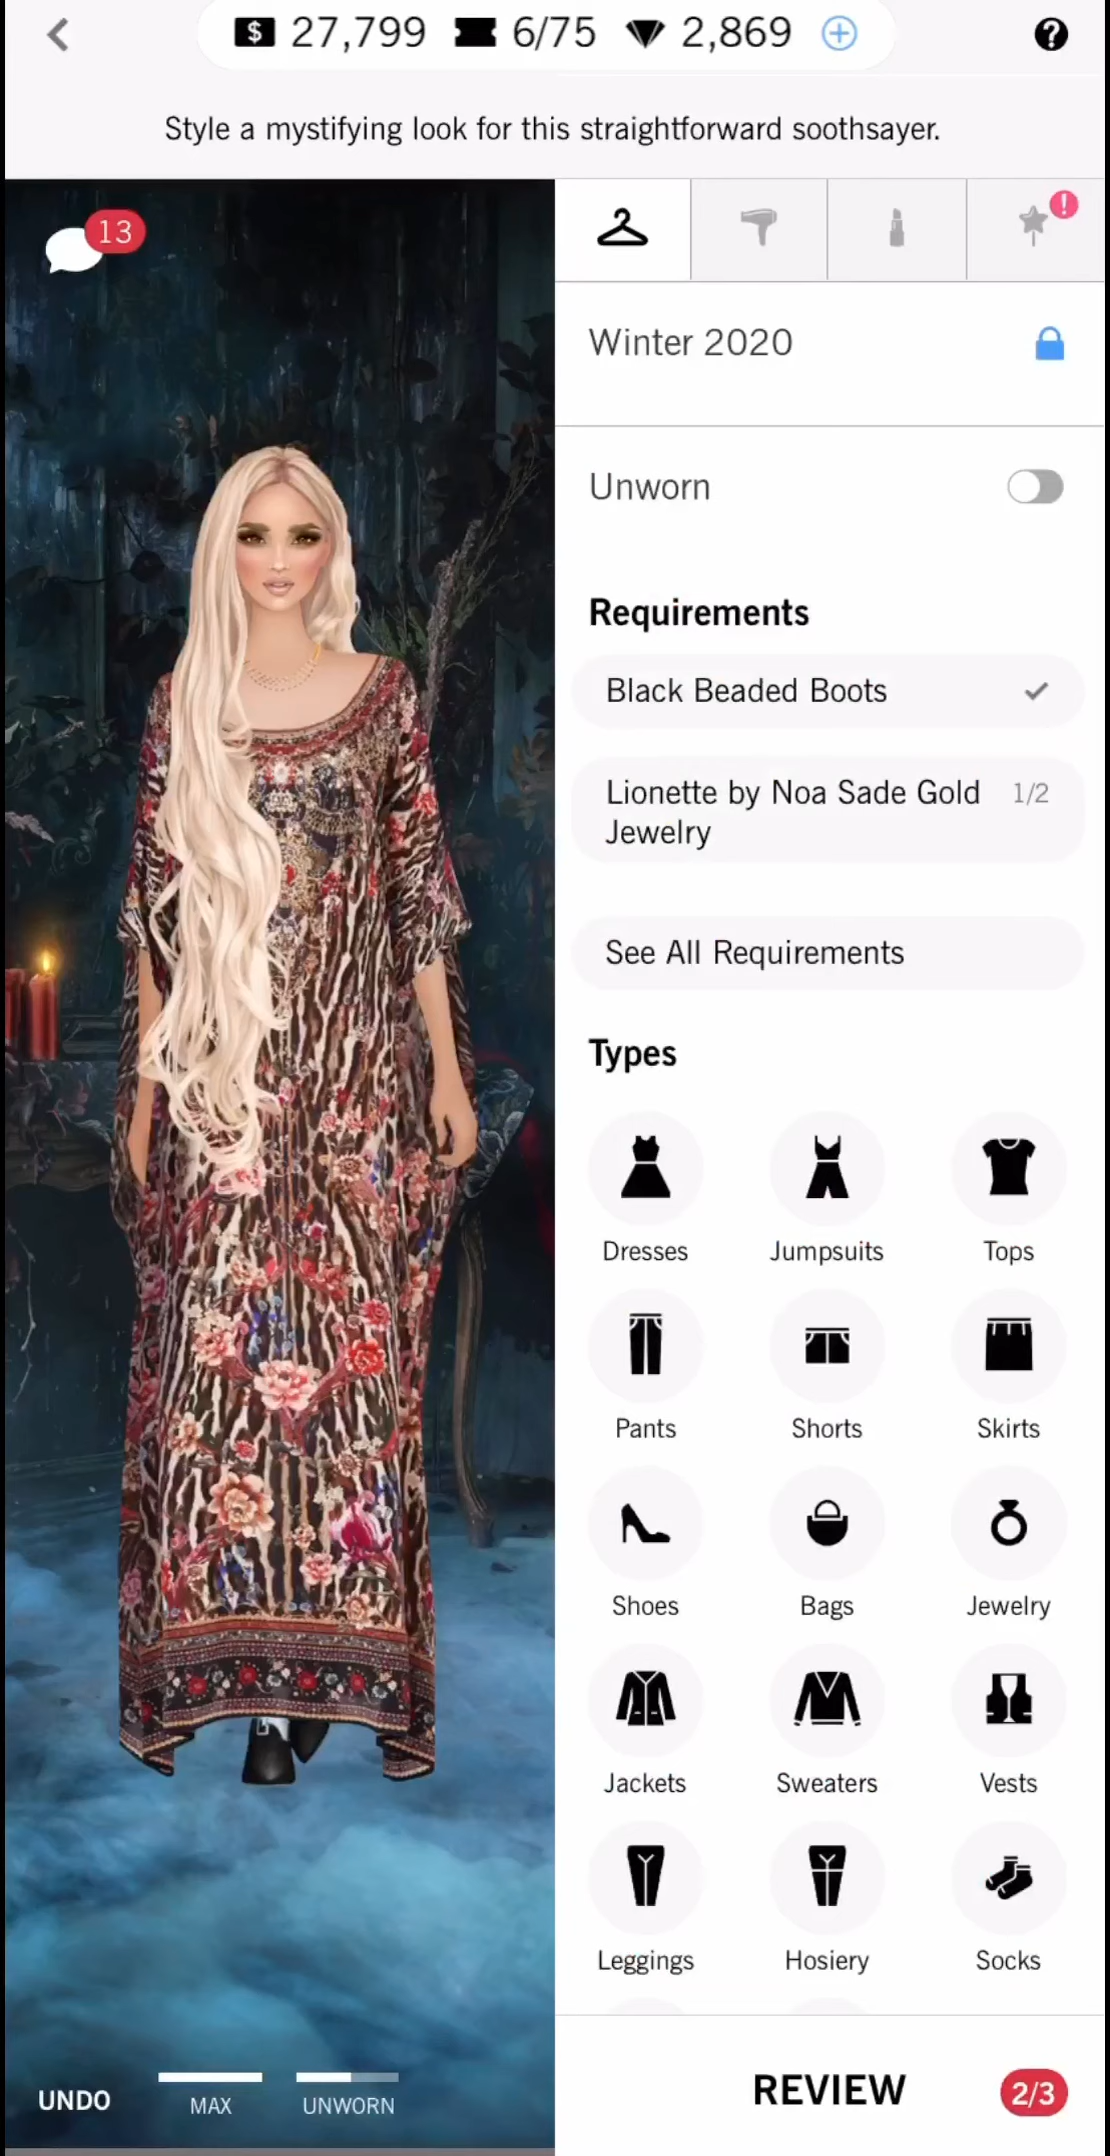 $ 27,799 6/75 2,869 + ?
Style a mystifying look for this straightforward soothsayer.
13
!
Winter 2020
Unworn
Requirements
Black Beaded Boots
Lionette by Noa Sade Gold 1/2
Jewelry
See All Requirements
Types
Dresses Jumpsuits Tops
Pants Shorts Skirts
Shoes Bags Jewelry
Jackets Sweaters Vests
Leggings Hosiery Socks
UNDO MAX UNWORN REVIEW 2/3